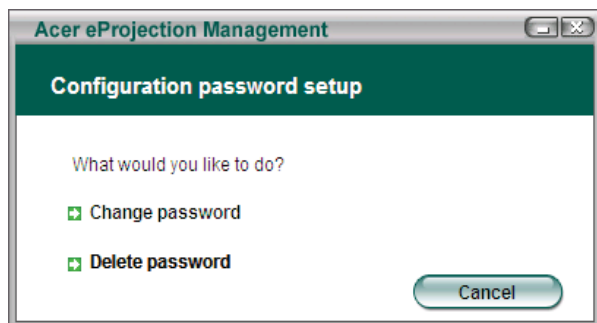 Acer eProjection Management
Configuration password setup
What would you like to do?
Change password
Delete password
Cancel